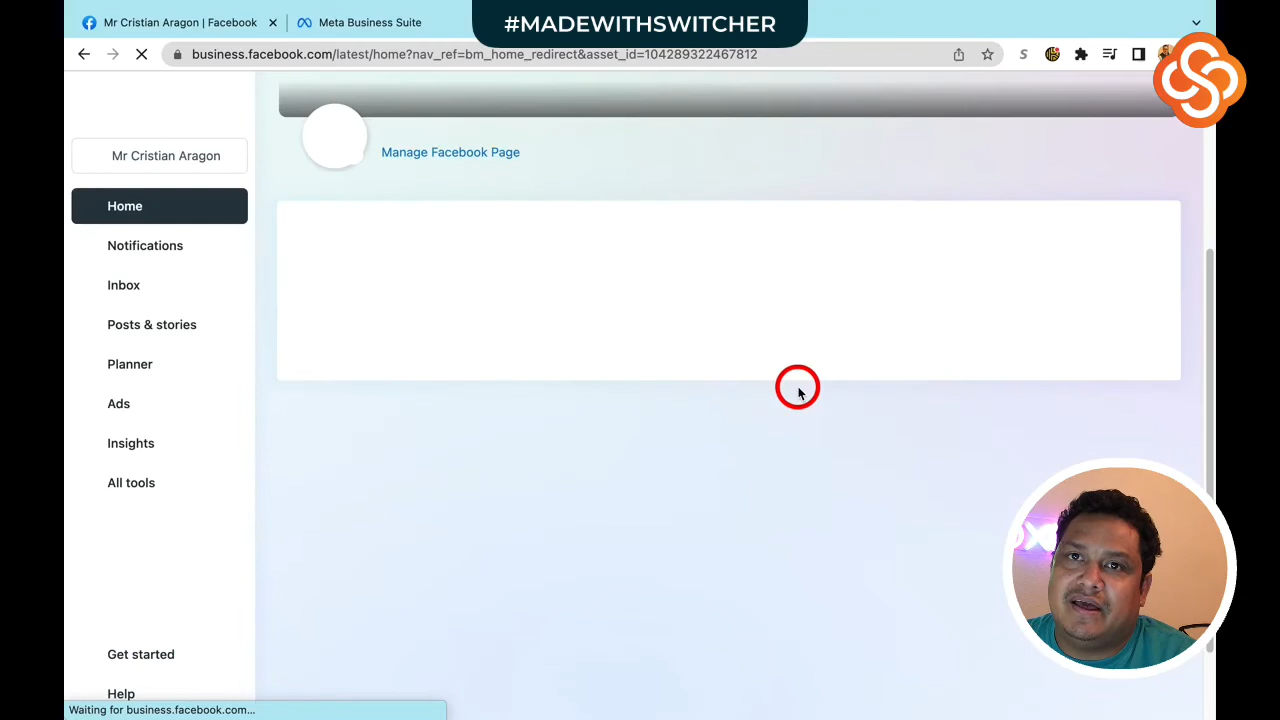 #MADEWITHSWITCHER
Mr Cristian Aragon | Facebook
Meta Business Suite
business.facebook.com/latest/home?nav_ref=bm_home_redirect&asset_id=104289322467812
Mr Cristian Aragon
Manage Facebook Page
Home
Notifications
Inbox
Posts & stories
Planner
Ads
Insights
All tools
Get started
Help
Waiting for business.facebook.com...